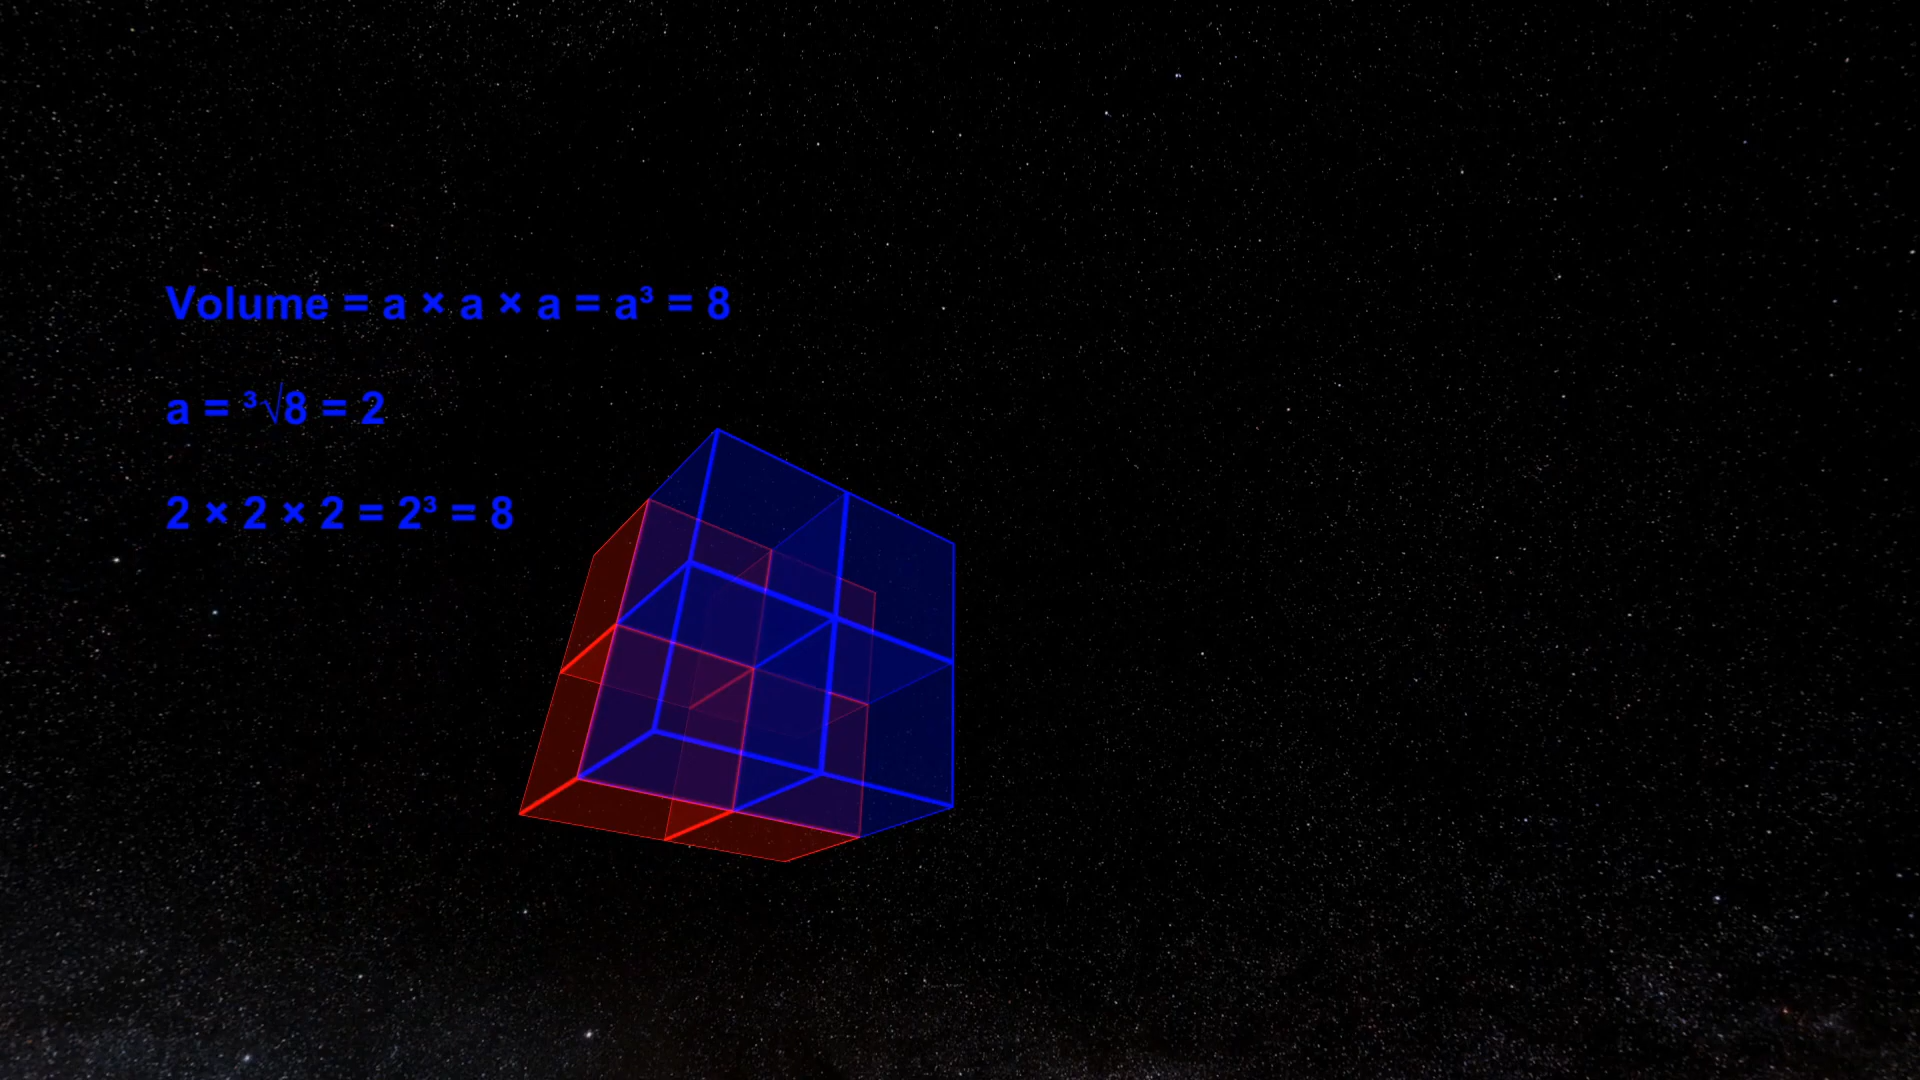 Volume = a × a × a = a³ = 8
a = ³√8 = 2
2 × 2 × 2 = 2³ = 8